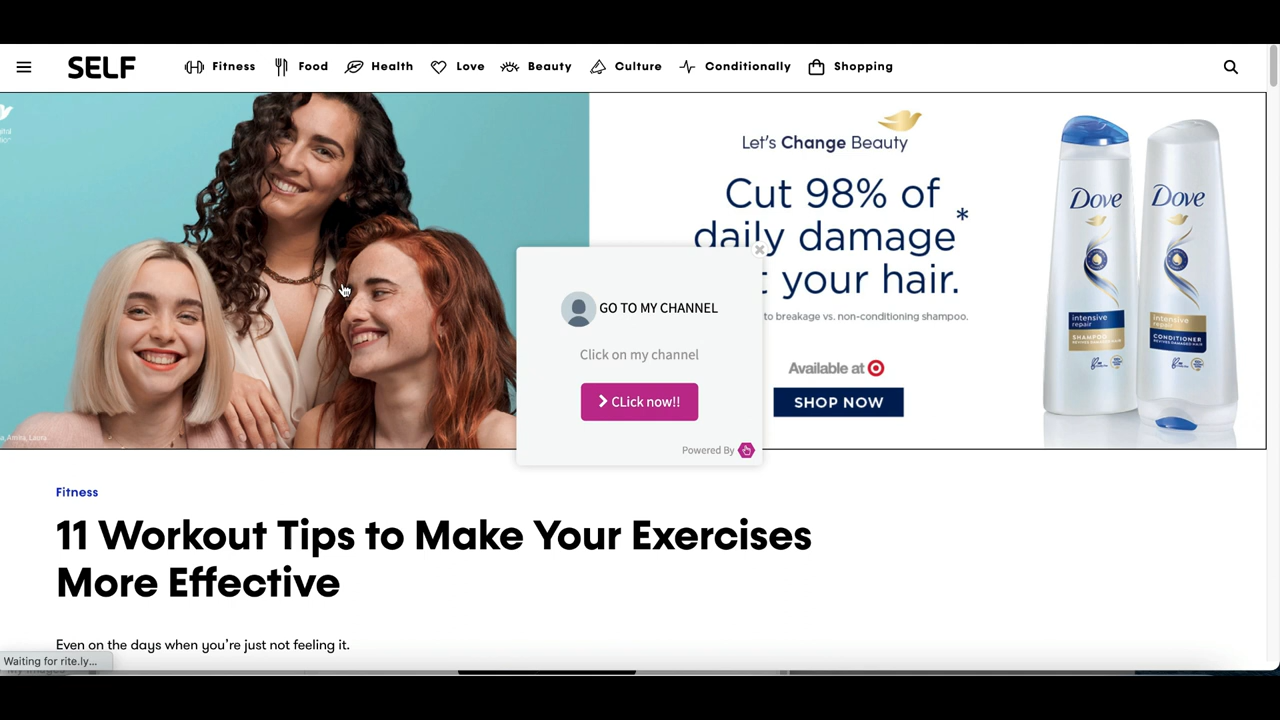 SELF
Fitness
Food
Health
Love
Beauty
Culture
Conditionally
Shopping
Let's Change Beauty
Cut 98% of
daily damage*
your hair.
to breakage vs. non-conditioning shampoo.
Available at
SHOP NOW
Dove
intensive
repair
SHAMPOO
Dove
intensive
repair
CONDITIONER
GO TO MY CHANNEL
Click on my channel
CLick now!!
Powered By
Fitness
11 Workout Tips to Make Your Exercises
More Effective
Even on the days when you're just not feeling it.
Waiting for rite.ly...